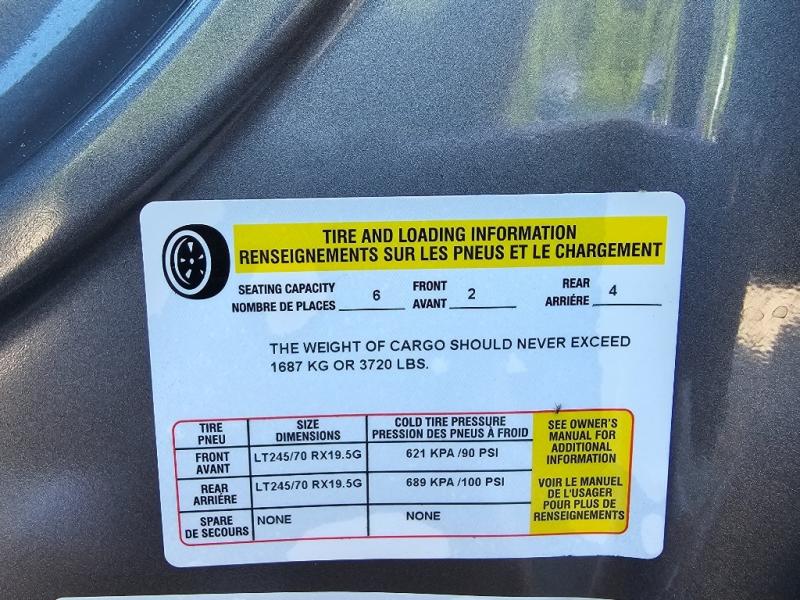 TIRE AND LOADING INFORMATION
RENSEIGNEMENTS SUR LES PNEUS ET LE CHARGEMENT
SEATING CAPACITY 6 FRONT 2 REAR 4
NOMBRE DE PLACES AVANT ARRIÉRE
THE WEIGHT OF CARGO SHOULD NEVER EXCEED
1687 KG OR 3720 LBS.
TIRE SIZE COLD TIRE PRESSURE
PNEU DIMENSIONS PRESSION DES PNEUS À FROID
FRONT LT245/70 RX19.5G 621 KPA /90 PSI
AVANT
REAR LT245/70 RX19.5G 689 KPA /100 PSI
ARRIÉRE
SPARE NONE NONE
DE SECOURS
SEE OWNER'S
MANUAL FOR
ADDITIONAL
INFORMATION
VOIR LE MANUEL
DE L'USAGER
POUR PLUS DE
RENSEIGNEMENTS